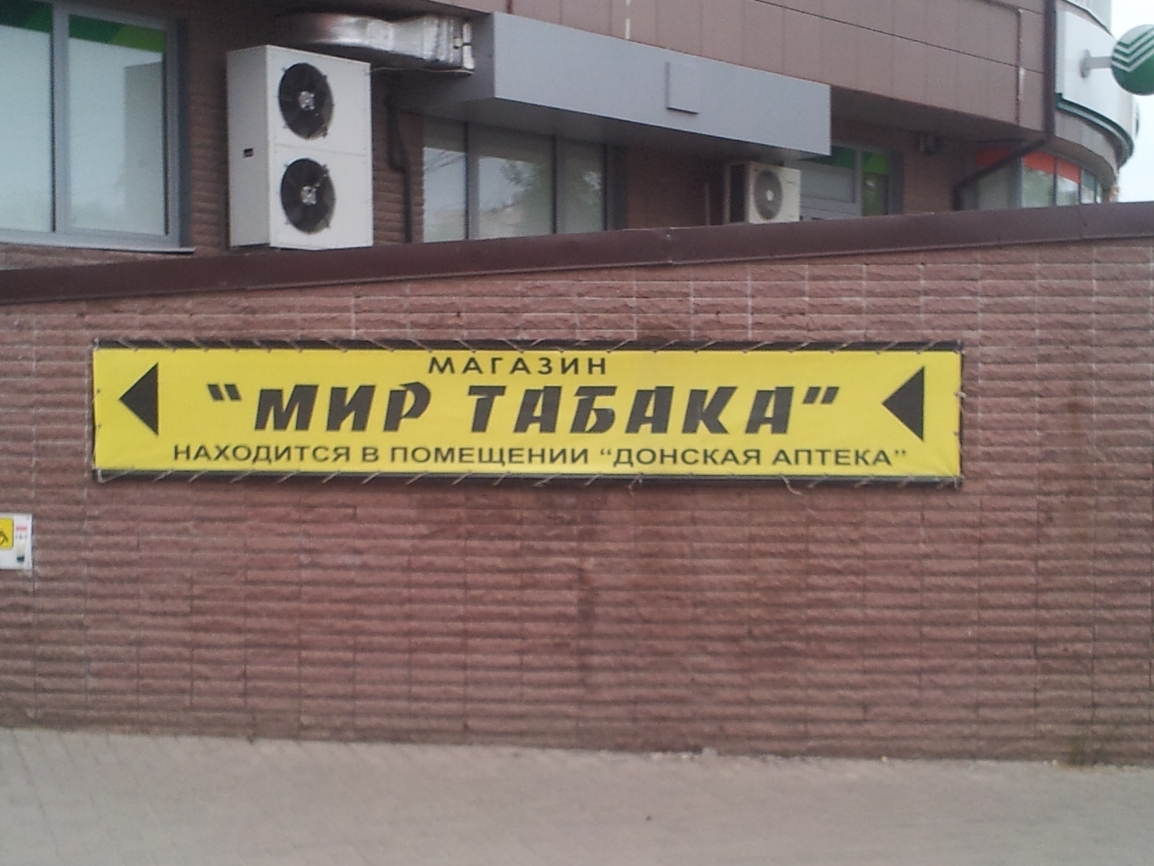 МАГАЗИН
"МИР ТАБАКА"
НАХОДИТСЯ В ПОМЕЩЕНИИ "ДОНСКАЯ АПТЕКА"